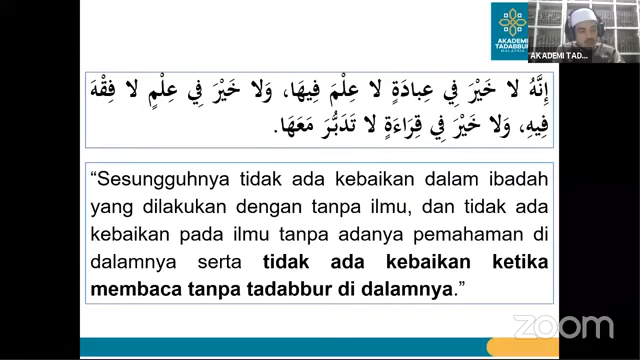 AKADEMI
TADABBUR
MALAYSIA
AKADEMI TAD...
إِنَّهُ لا خَيْرَ فِي عِبادَةٍ لا عِلْمَ فِيهَا، وَلا خَيْرَ فِي عِلْمٍ لا فِقْهَ
فِيهِ، وَلا خَيْرَ فِي قِرَاءَةٍ لا تَدَبُّرَ مَعَهَا.
“Sesungguhnya tidak ada kebaikan dalam ibadah
yang dilakukan dengan tanpa ilmu, dan tidak ada
kebaikan pada ilmu tanpa adanya pemahaman di
dalamnya serta tidak ada kebaikan ketika
membaca tanpa tadabbur di dalamnya.”
zoom